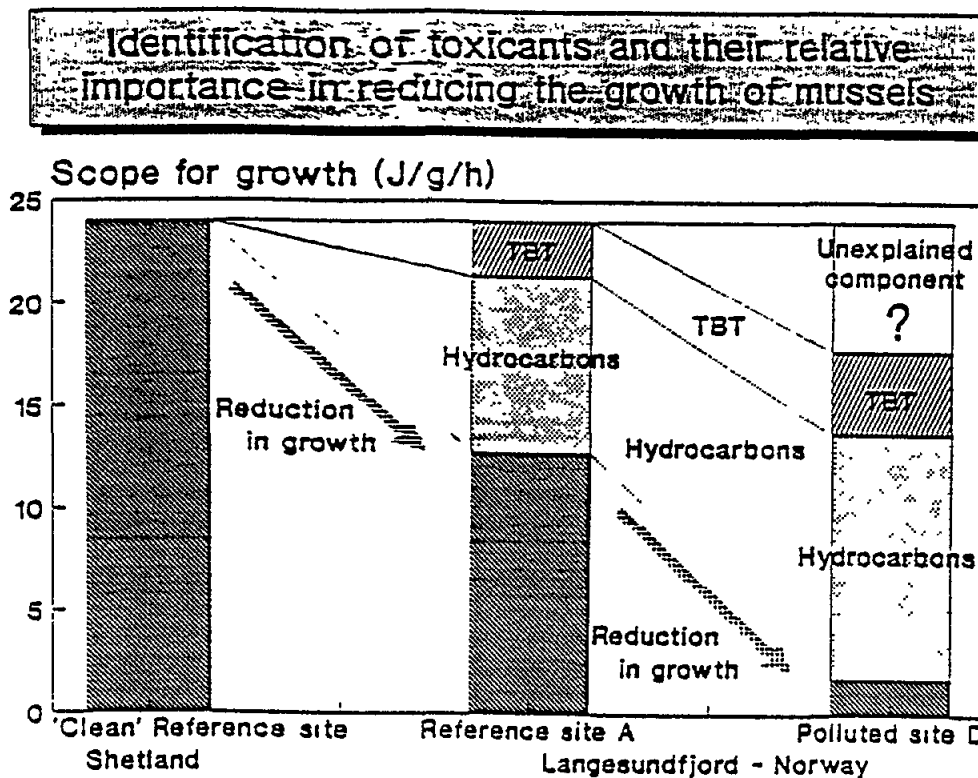 Identification of toxicants and their relative
importance in reducing the growth of mussels
Scope for growth (J/g/h)
25
20
15
10
5
0
Reduction
in growth
TBT
Hydrocarbons
TBT
Hydrocarbons
Reduction
in growth
Unexplained
component
?
TBT
Hydrocarbons
'Clean' Reference site
Shetland
Reference site A
Polluted site D
Langesundfjord - Norway